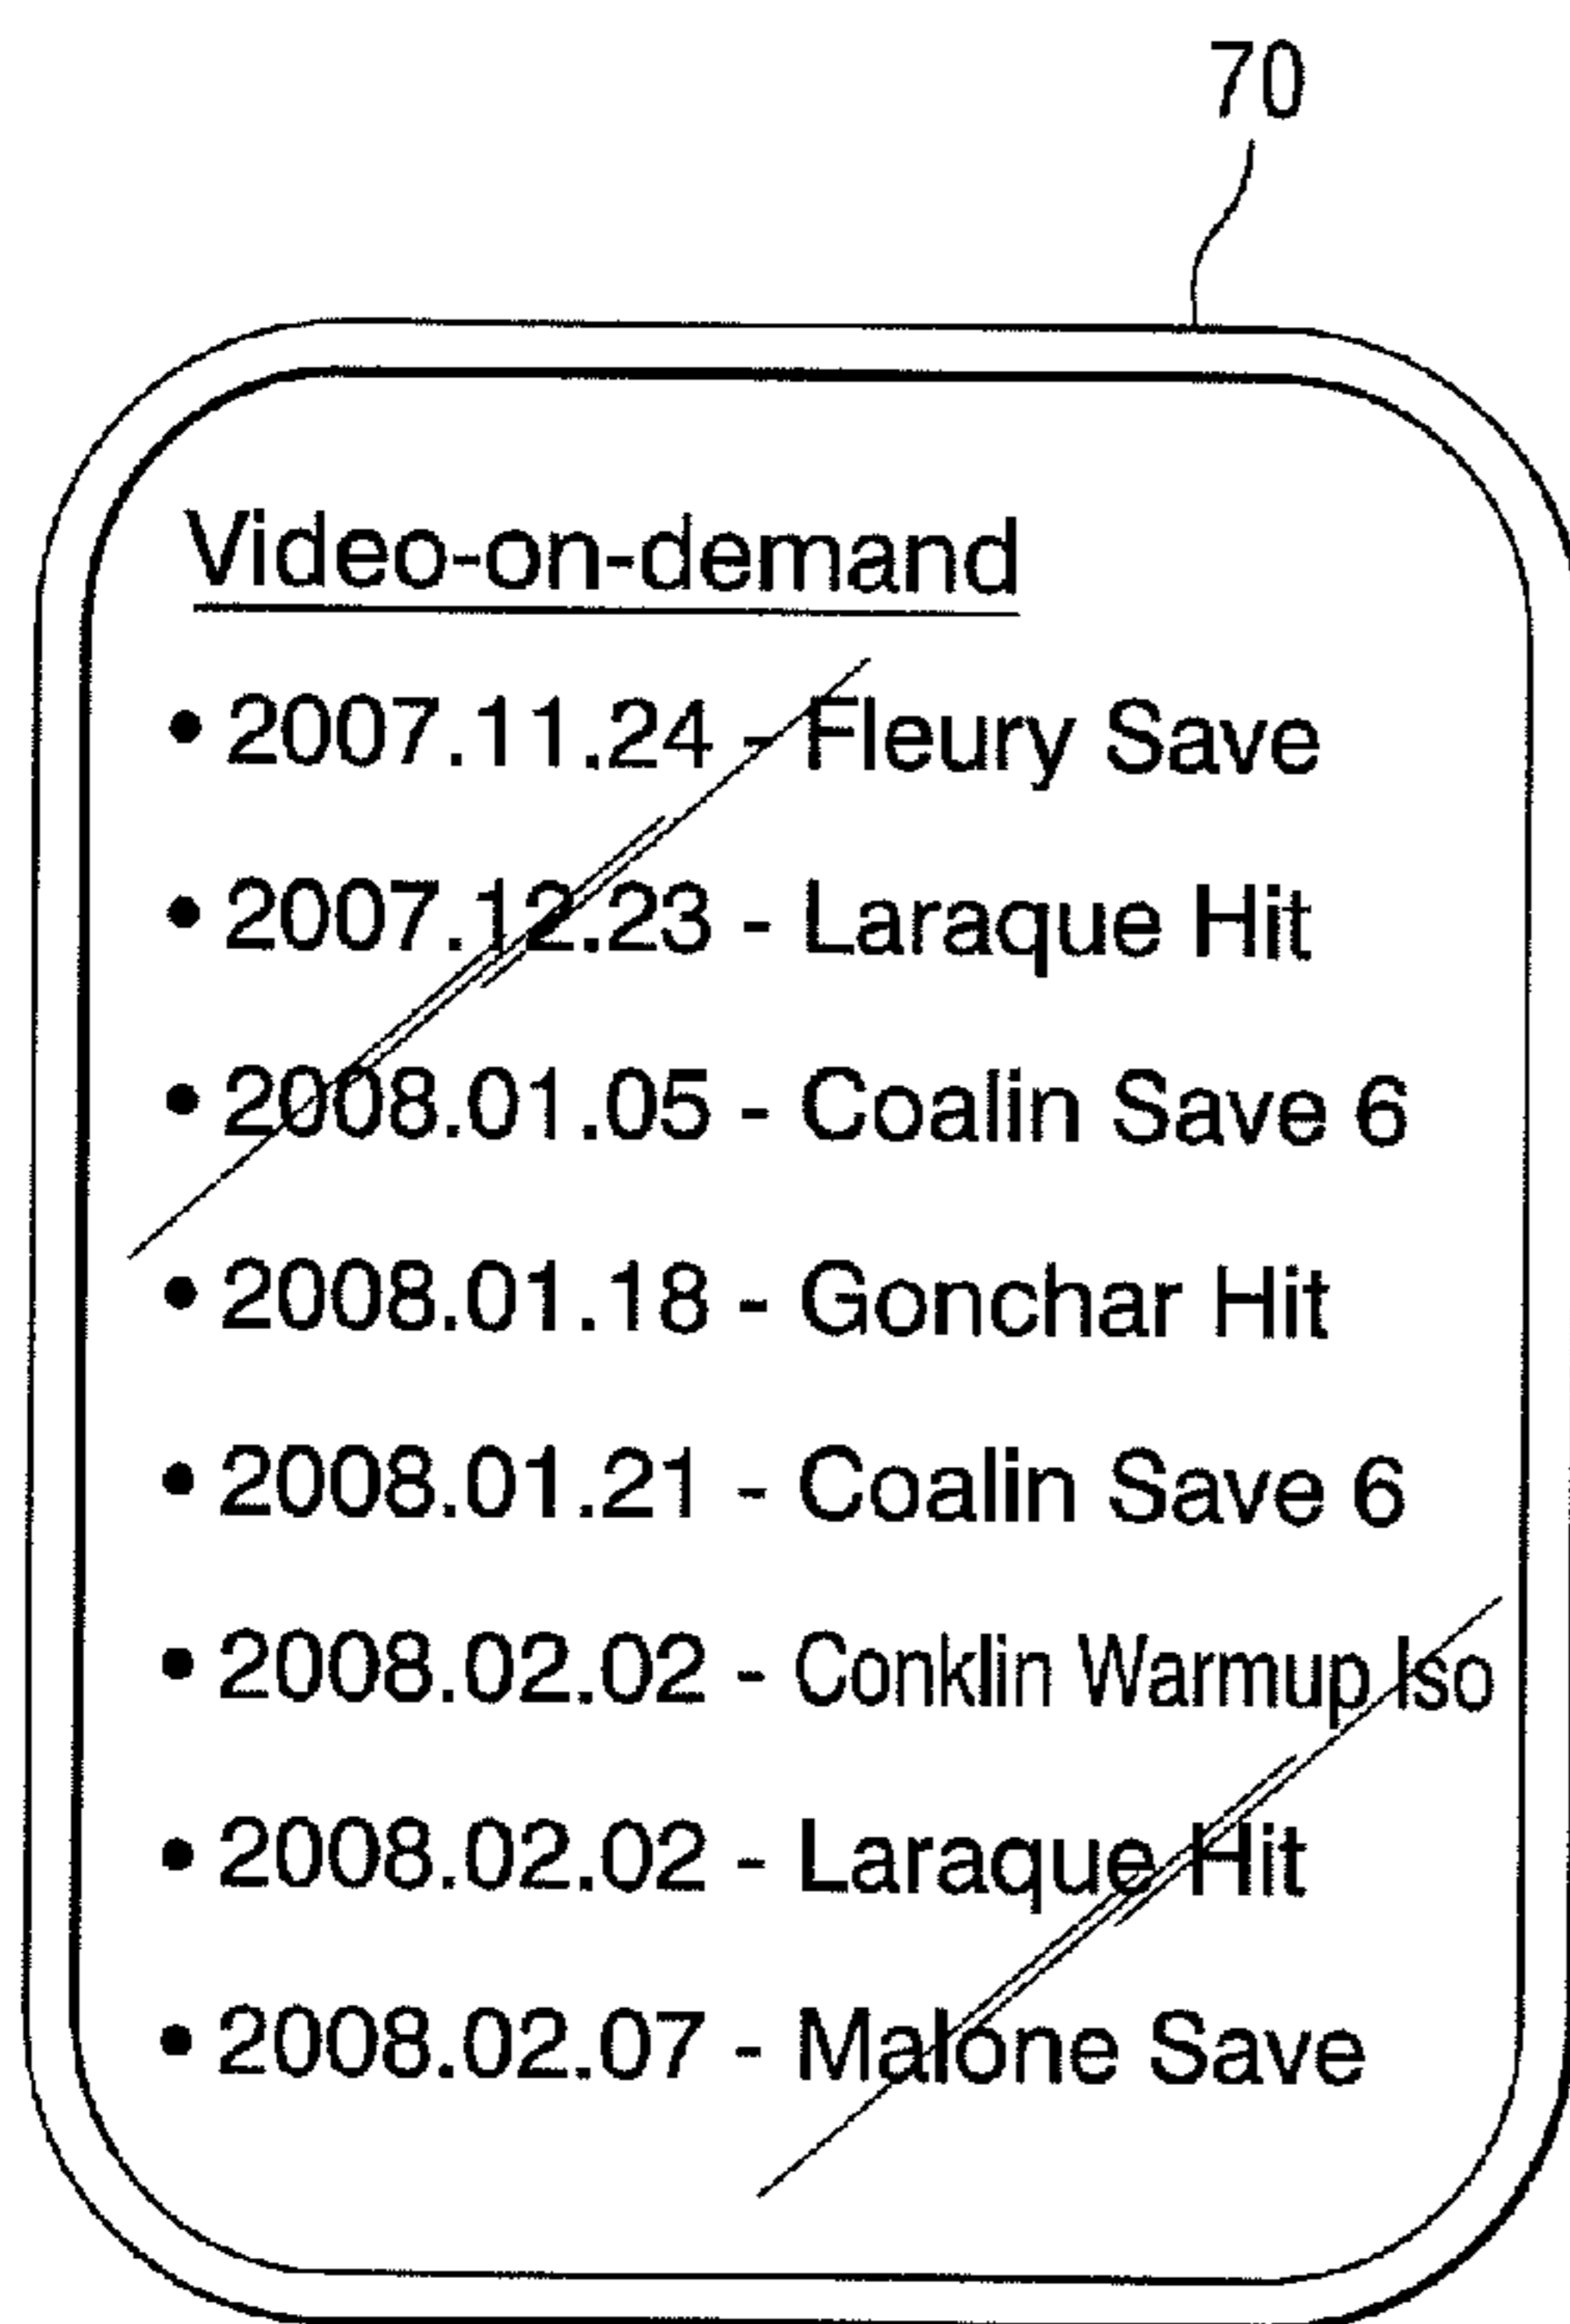 70
Video-on-demand
• 2007.11.24 - Fleury Save
• 2007.12.23 - Laraque Hit
• 2008.01.05 - Coalin Save 6
• 2008.01.18 - Gonchar Hit
• 2008.01.21 - Coalin Save 6
• 2008.02.02 - Conklin Warmup Iso
• 2008.02.02 - Laraque Hit
• 2008.02.07 - Malone Save